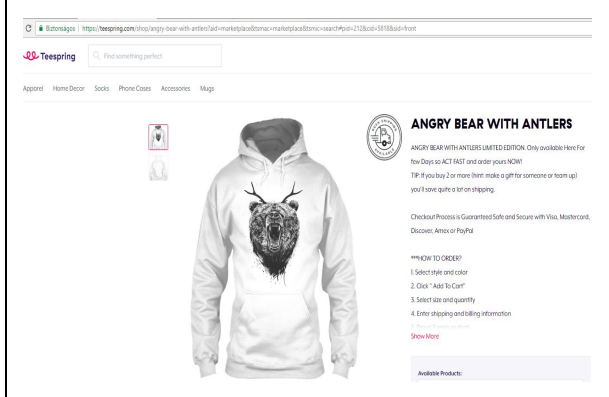 Biztonságos | https://teespring.com/shop/angry-bear-with-antlers?aid=marketplace&tsmac=marketplace&tsmic=search#pid=212&cid=5818&sid=front
Teespring
Find something perfect
Apparel Home Decor Socks Phone Cases Accessories Mugs
ANGRY BEAR WITH ANTLERS
ANGRY BEAR WITH ANTLERS LIMITED EDITION. Only available Here For
few Days so ACT FAST and order yours NOW!
TIP: If you buy 2 or more (hint: make a gift for someone or team up)
you'll save quite a lot on shipping.
Checkout Process is Guaranteed Safe and Secure with Visa, Mastercard,
Discover, Amex or PayPal
***HOW TO ORDER?
1. Select style and color
2. Click " Add To Cart"
3. Select size and quantity
4. Enter shipping and billing information
Show More
Available Products: